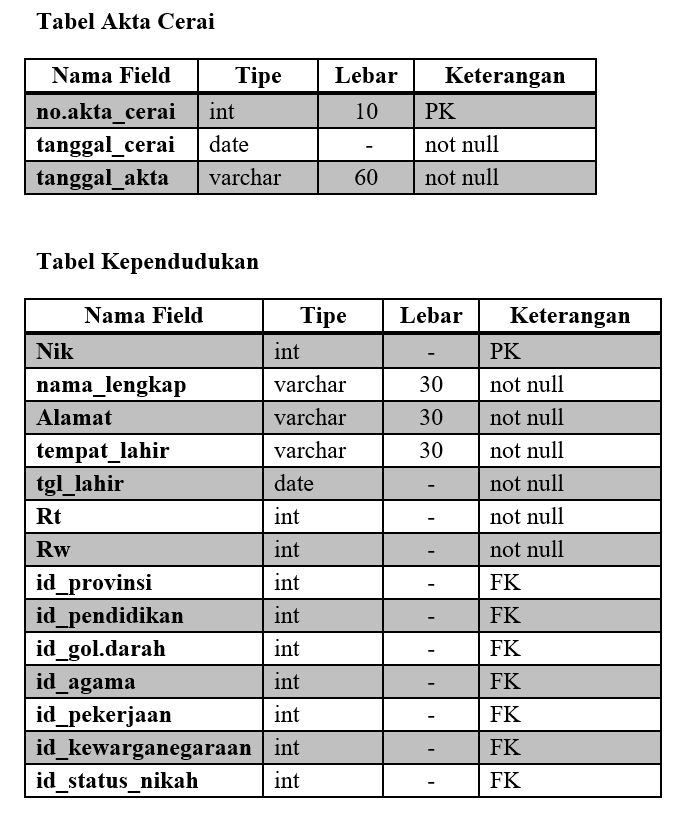 Tabel Akta Cerai
Nama Field Tipe Lebar Keterangan
no.akta_cerai int 10 PK
tanggal_cerai date - not null
tanggal_akta varchar 60 not null
Tabel Kependudukan
Nama Field Tipe Lebar Keterangan
Nik int - PK
nama_lengkap varchar 30 not null
Alamat varchar 30 not null
tempat_lahir varchar 30 not null
tgl_lahir date - not null
Rt int - not null
Rw int - not null
id_provinsi int - FK
id_pendidikan int - FK
id_gol.darah int - FK
id_agama int - FK
id_pekerjaan int - FK
id_kewarganegaraan int - FK
id_status_nikah int - FK